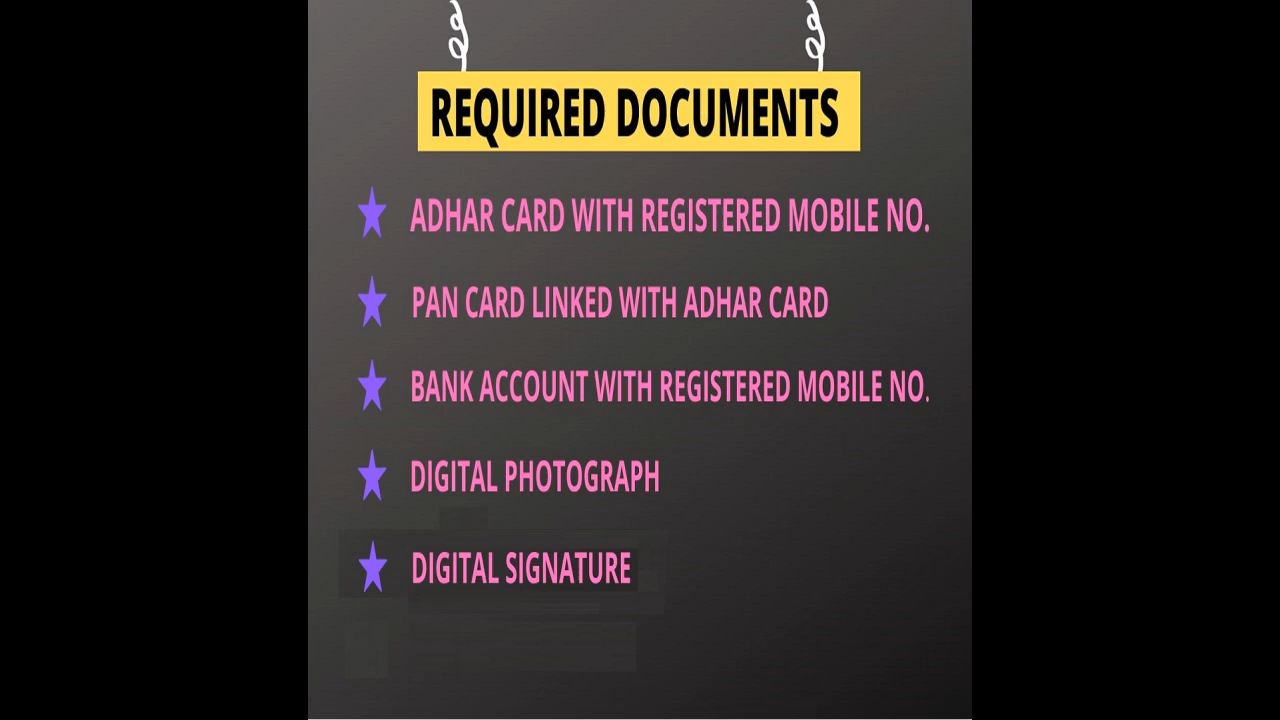 REQUIRED DOCUMENTS
ADHAR CARD WITH REGISTERED MOBILE NO.
PAN CARD LINKED WITH ADHAR CARD
BANK ACCOUNT WITH REGISTERED MOBILE NO.
DIGITAL PHOTOGRAPH
DIGITAL SIGNATURE